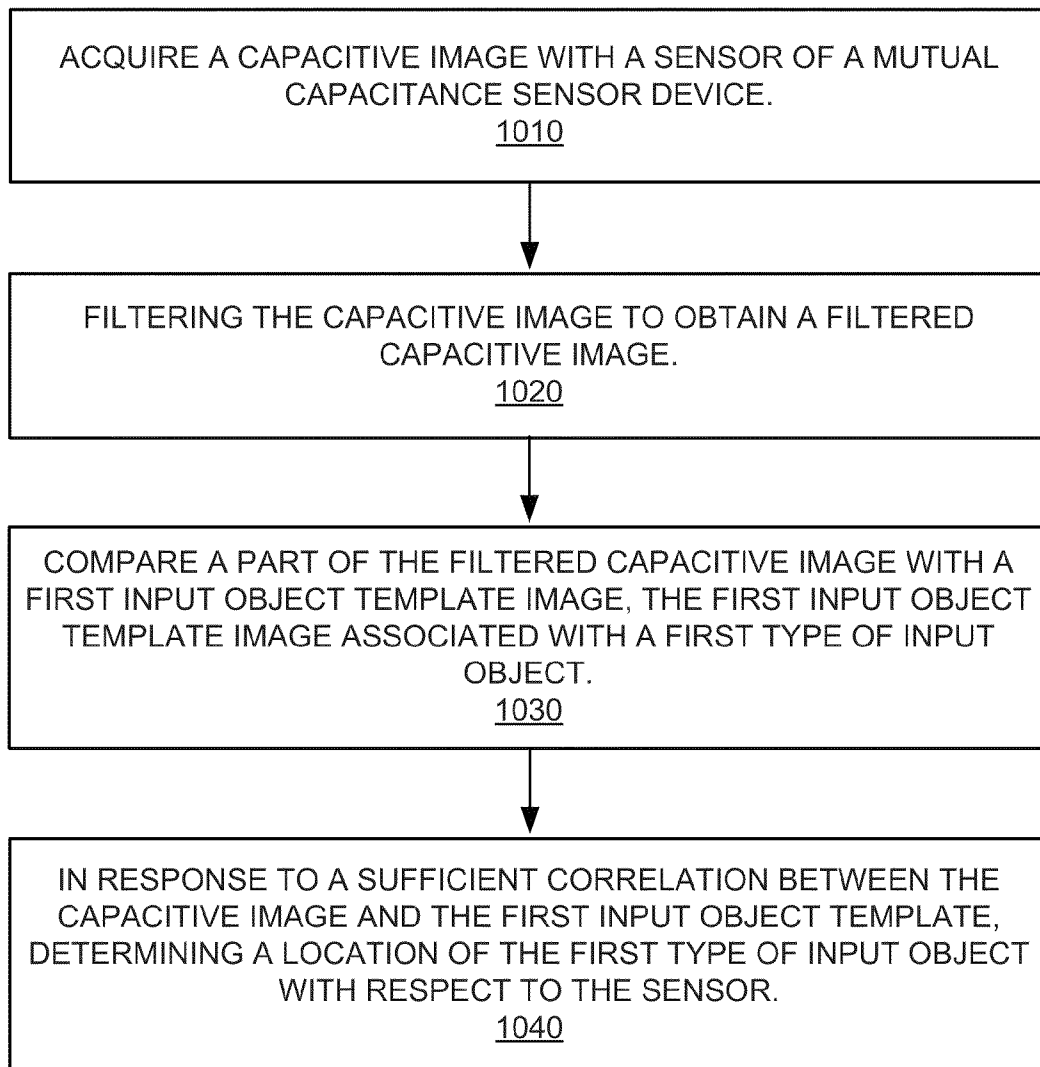 ACQUIRE A CAPACITIVE IMAGE WITH A SENSOR OF A MUTUAL
CAPACITANCE SENSOR DEVICE.
1010
FILTERING THE CAPACITIVE IMAGE TO OBTAIN A FILTERED
CAPACITIVE IMAGE.
1020
COMPARE A PART OF THE FILTERED CAPACITIVE IMAGE WITH A
FIRST INPUT OBJECT TEMPLATE IMAGE, THE FIRST INPUT OBJECT
TEMPLATE IMAGE ASSOCIATED WITH A FIRST TYPE OF INPUT
OBJECT.
1030
IN RESPONSE TO A SUFFICIENT CORRELATION BETWEEN THE
CAPACITIVE IMAGE AND THE FIRST INPUT OBJECT TEMPLATE,
DETERMINING A LOCATION OF THE FIRST TYPE OF INPUT OBJECT
WITH RESPECT TO THE SENSOR.
1040